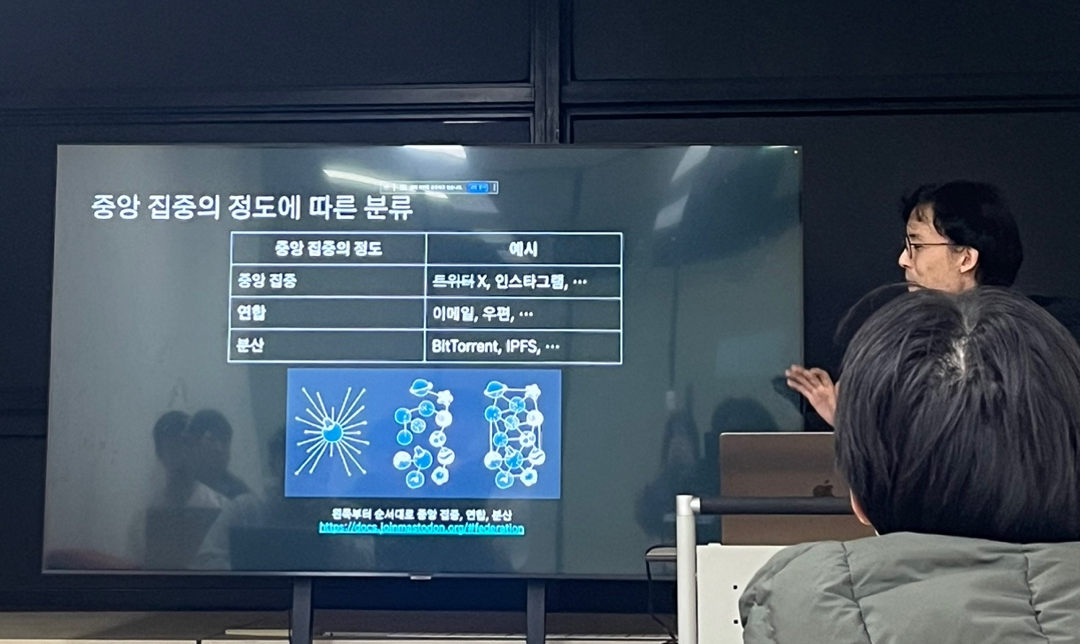 중앙 집중의 정도에 따른 분류
중앙 집중의 정도 예시
중앙 집중 트위터 X, 인스타그램, ⋯
연합 이메일, 우편, ⋯
분산 BitTorrent, IPFS, ⋯
왼쪽부터 순서대로 중앙 집중, 연합, 분산
https://docs.joinmastodon.org/#federation